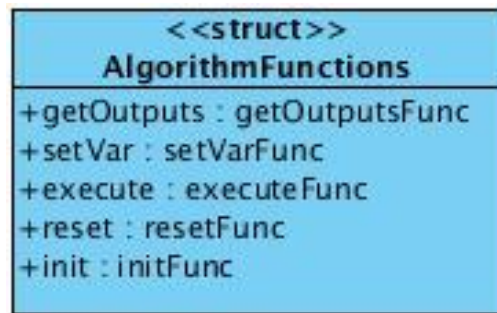 <<struct>>
AlgorithmFunctions
+getOutputs : getOutputsFunc
+setVar : setVarFunc
+execute : executeFunc
+reset : resetFunc
+init : initFunc